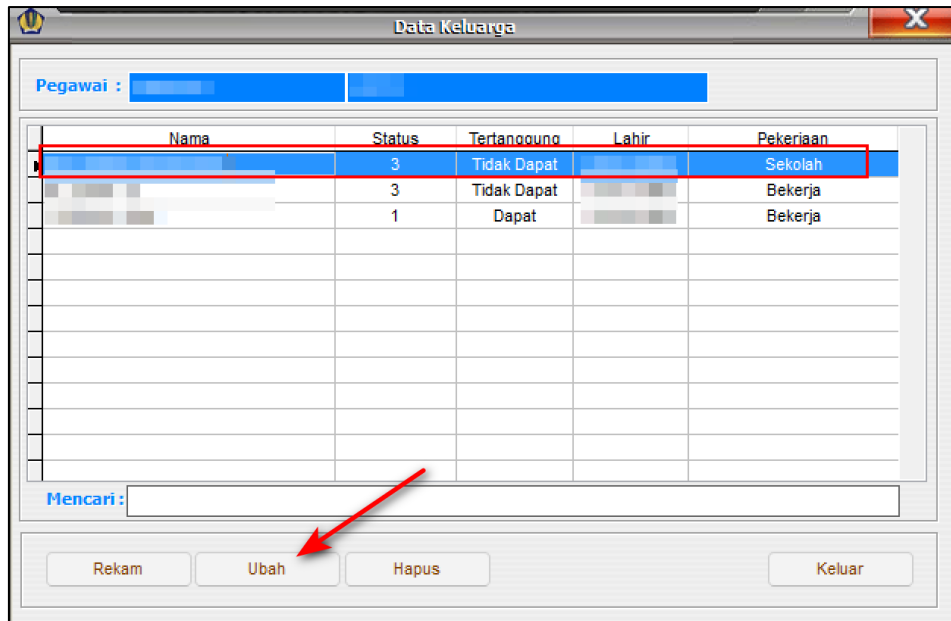 Data Keluarga
X
Pegawai :
Nama Status Tertanggung Lahir Pekerjaan
3 Tidak Dapat Sekolah
3 Tidak Dapat Bekerja
1 Dapat Bekerja
Mencari :
Rekam Ubah Hapus Keluar